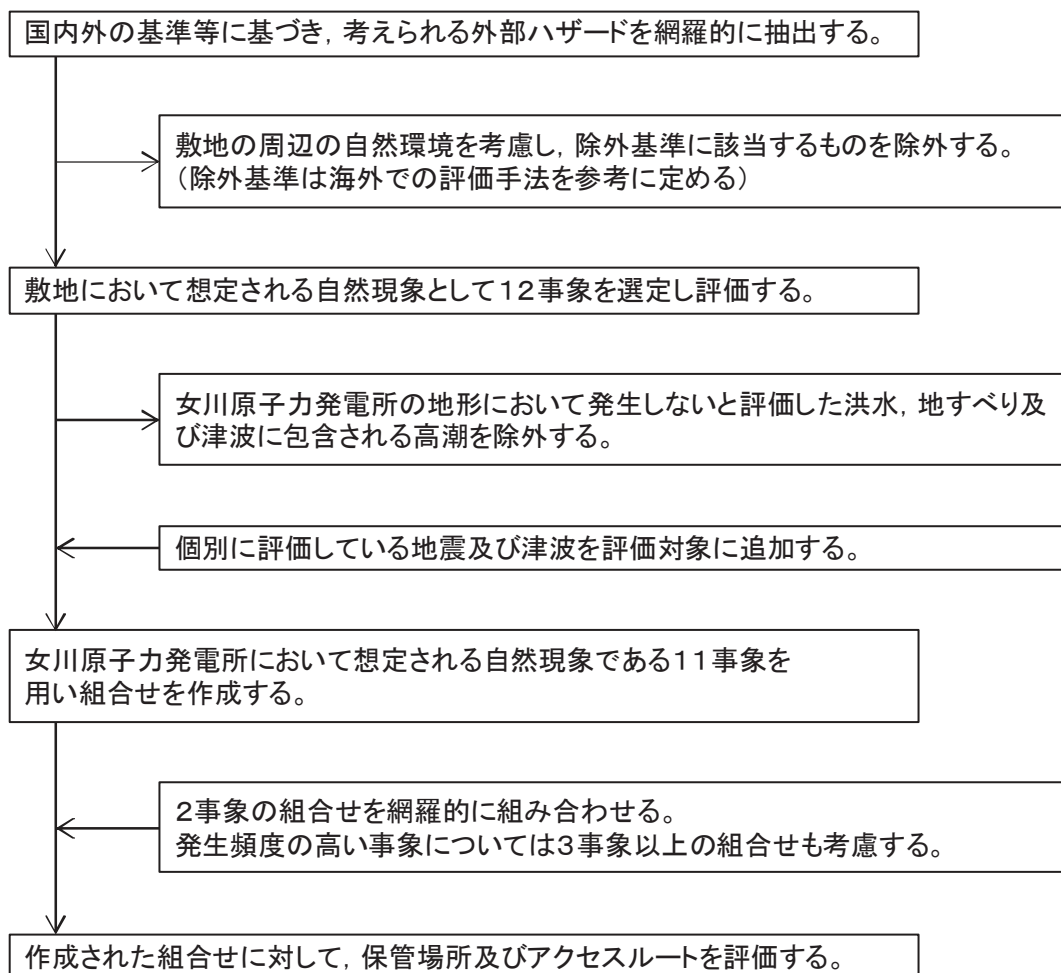 国内外の基準等に基づき，考えられる外部ハザードを網羅的に抽出する。
敷地の周辺の自然環境を考慮し，除外基準に該当するものを除外する。
（除外基準は海外での評価手法を参考に定める）
敷地において想定される自然現象として１２事象を選定し評価する。
女川原子力発電所の地形において発生しないと評価した洪水，地すべり及
び津波に包含される高潮を除外する。
個別に評価している地震及び津波を評価対象に追加する。
女川原子力発電所において想定される自然現象である１１事象を
用い組合せを作成する。
２事象の組合せを網羅的に組み合わせる。
発生頻度の高い事象については３事象以上の組合せも考慮する。
作成された組合せに対して，保管場所及びアクセスルートを評価する。